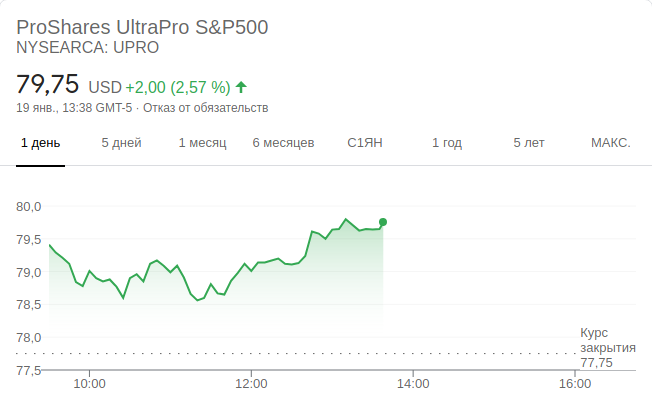 ProShares UltraPro S&P500
NYSEARCA: UPRO
79,75 USD +2,00 (2,57 %)
19 янв., 13:38 GMT-5 · Отказ от обязательств
1 день 5 дней 1 месяц 6 месяцев С1ЯН 1 год 5 лет МАКС.
80,0
79,5
79,0
78,5
78,0
77,5
Курс
закрытия
77,75
10:00 12:00 14:00 16:00